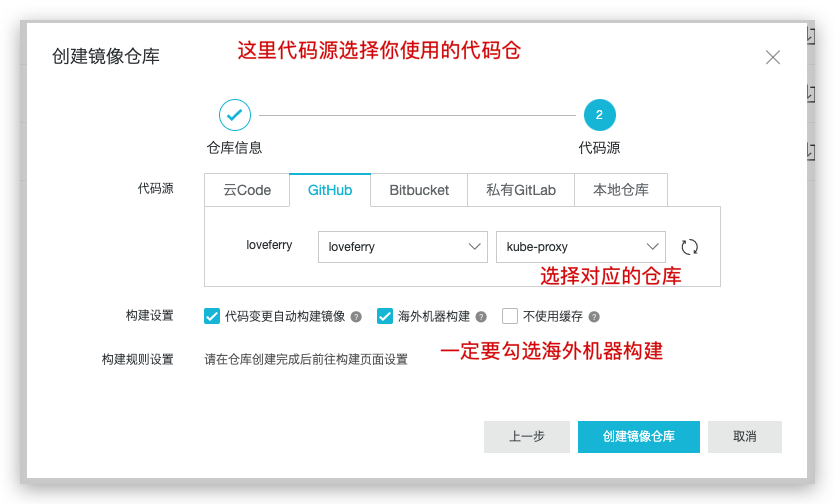 创建镜像仓库
这里代码源选择你使用的代码仓
2
仓库信息
代码源
代码源
云Code
GitHub
Bitbucket
私有GitLab
本地仓库
loveferry
loveferry
kube-proxy
选择对应的仓库
构建设置
代码变更自动构建镜像 ?
海外机器构建 ?
不使用缓存 ?
一定要勾选海外机器构建
构建规则设置
请在仓库创建完成后前往构建页面设置
上一步
创建镜像仓库
取消